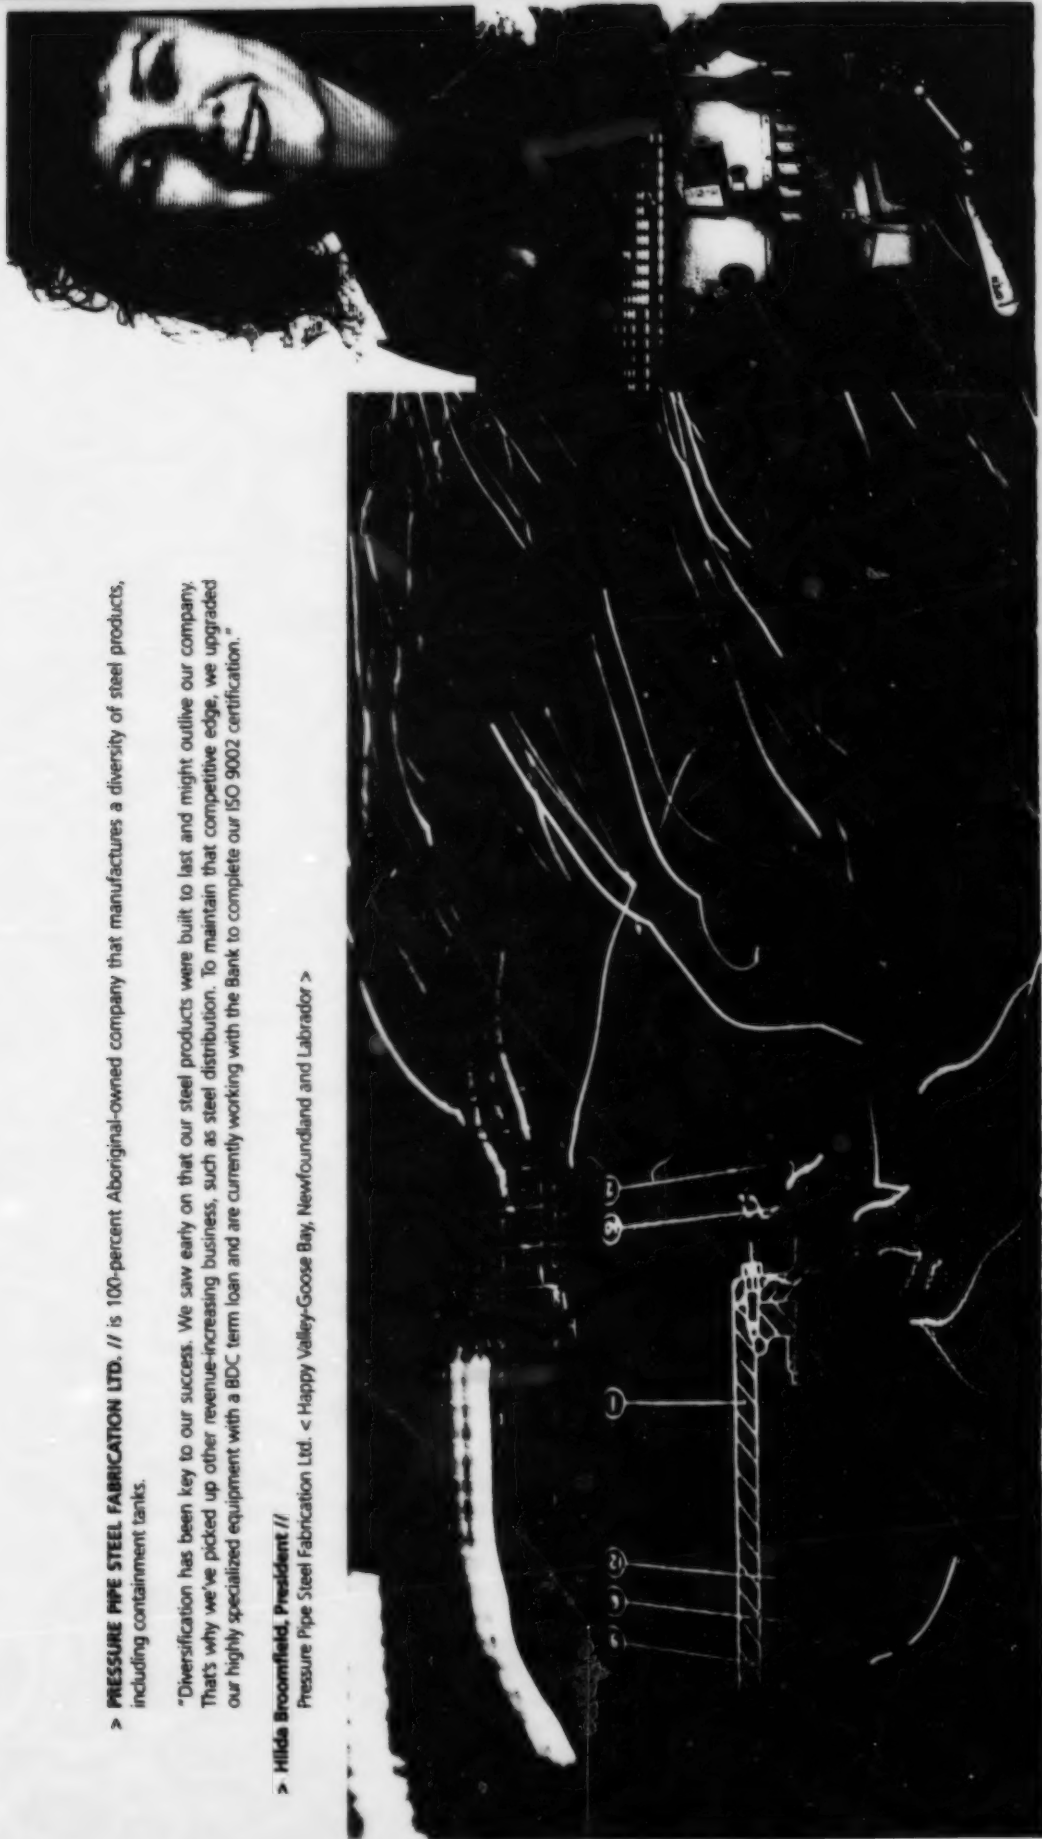 > PRESSURE PIPE STEEL FABRICATION LTD. // is 100-percent Aboriginal-owned company that manufactures a diversity of steel products,
including containment tanks.
"Diversification has been key to our success. We saw early on that our steel products were built to last and might outlive our company.
That's why we've picked up other revenue-increasing business, such as steel distribution. To maintain that competitive edge, we upgraded
our highly specialized equipment with a BDC term loan and are currently working with the Bank to complete our ISO 9002 certification."
> Hilda Broomfield, President //
Pressure Pipe Steel Fabrication Ltd. < Happy Valley-Goose Bay, Newfoundland and Labrador >